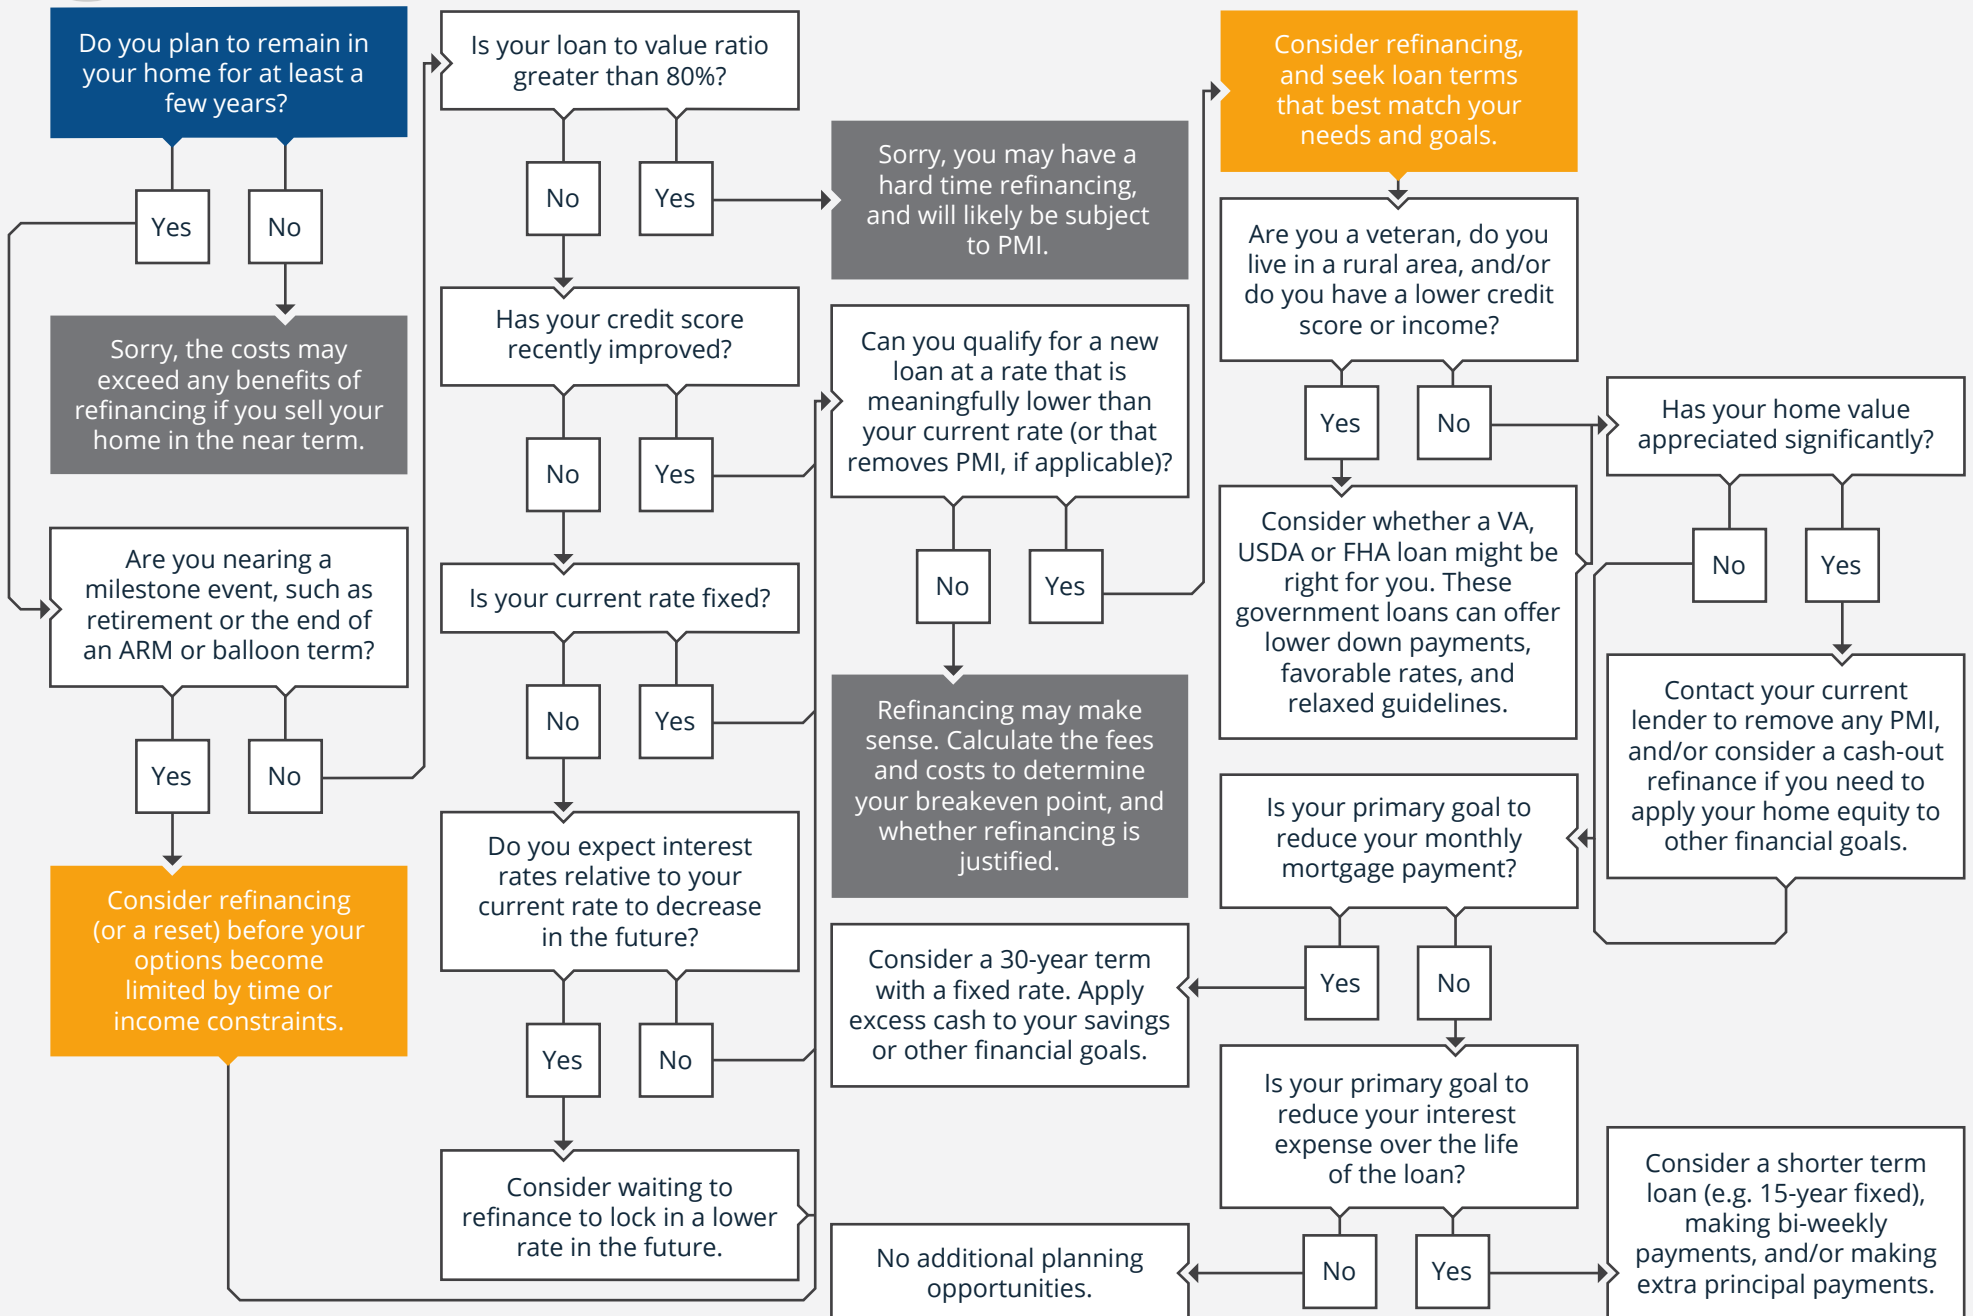 Do you plan to remain in
your home for at least a
few years?
Yes
No
Sorry, the costs may
exceed any benefits of
refinancing if you sell your
home in the near term.
Are you nearing a
milestone event, such as
retirement or the end of
an ARM or balloon term?
Yes
No
Consider refinancing
(or a reset) before your
options become
limited by time or
income constraints.
Is your loan to value ratio
greater than 80%?
No
Yes
Sorry, you may have a
hard time refinancing,
and will likely be subject
to PMI.
Has your credit score
recently improved?
No
Yes
Is your current rate fixed?
No
Yes
Do you expect interest
rates relative to your
current rate to decrease
in the future?
Yes
No
Consider waiting to
refinance to lock in a lower
rate in the future.
Can you qualify for a new
loan at a rate that is
meaningfully lower than
your current rate (or that
removes PMI, if applicable)?
No
Yes
Refinancing may make
sense. Calculate the fees
and costs to determine
your breakeven point, and
whether refinancing is
justified.
Consider refinancing,
and seek loan terms
that best match your
needs and goals.
Are you a veteran, do you
live in a rural area, and/or
do you have a lower credit
score or income?
Yes
No
Consider whether a VA,
USDA or FHA loan might be
right for you. These
government loans can offer
lower down payments,
favorable rates, and
relaxed guidelines.
Has your home value
appreciated significantly?
No
Yes
Contact your current
lender to remove any PMI,
and/or consider a cash-out
refinance if you need to
apply your home equity to
other financial goals.
Is your primary goal to
reduce your monthly
mortgage payment?
Yes
No
Consider a 30-year term
with a fixed rate. Apply
excess cash to your savings
or other financial goals.
Is your primary goal to
reduce your interest
expense over the life
of the loan?
No
Yes
No additional planning
opportunities.
Consider a shorter term
loan (e.g. 15-year fixed),
making bi-weekly
payments, and/or making
extra principal payments.